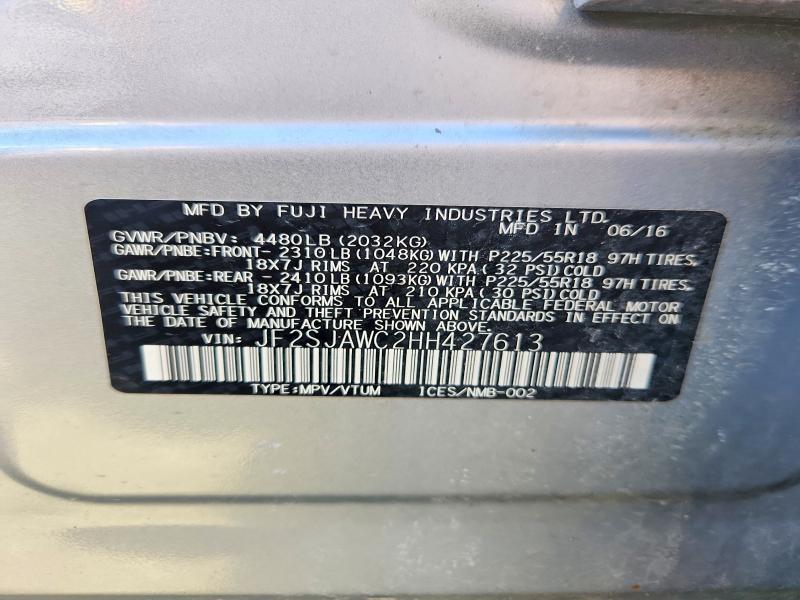 MFD BY FUJI HEAVY INDUSTRIES LTD.
GVWR/PNBV: 4480LB(2032KG) MFD IN 06/16
GAWR/PNBE:FRONT-2310LB(1048KG)WITH P225/55R18 97H TIRES,
18X7J RIMS AT 220 KPA(32 PSI)COLD
GAWR/PNBE:REAR -2410LB(1093KG)WITH P225/55R18 97H TIRES,
18X7J RIMS AT 210 KPA(30 PSI)COLD
THIS VEHICLE CONFORMS TO ALL APPLICABLE FEDERAL MOTOR
VEHICLE SAFETY AND THEFT PREVENTION STANDARDS IN EFFECT ON
THE DATE OF MANUFACTURE SHOWN ABOVE.
VIN: JF2SJAWC2HH427613
TYPE:MPV/VTUM ICES/NMB-002